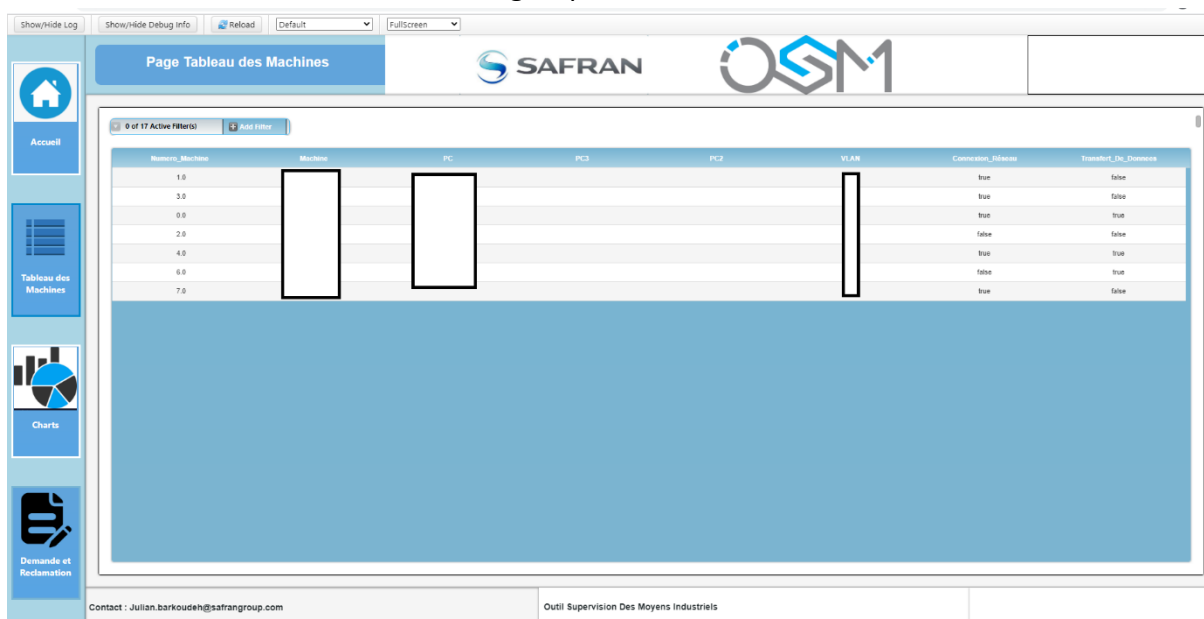 Show/Hide Log Show/Hide Debug Info Reload Default FullScreen
Page Tableau des Machines
SAFRAN
OSM
Accueil
0 of 17 Active Filter(s) Add Filter
Numero_Machine Machine PC PC3 PC2 VLAN Connexion_Réseau Transfert_De_Donnees
1.0 true false
3.0 true false
0.0 true true
2.0 false false
4.0 true true
6.0 false true
7.0 true false
Tableau des
Machines
Charts
Demande et
Reclamation
Contact : Julian.barkoudeh@safrangroup.com Outil Supervision Des Moyens Industriels